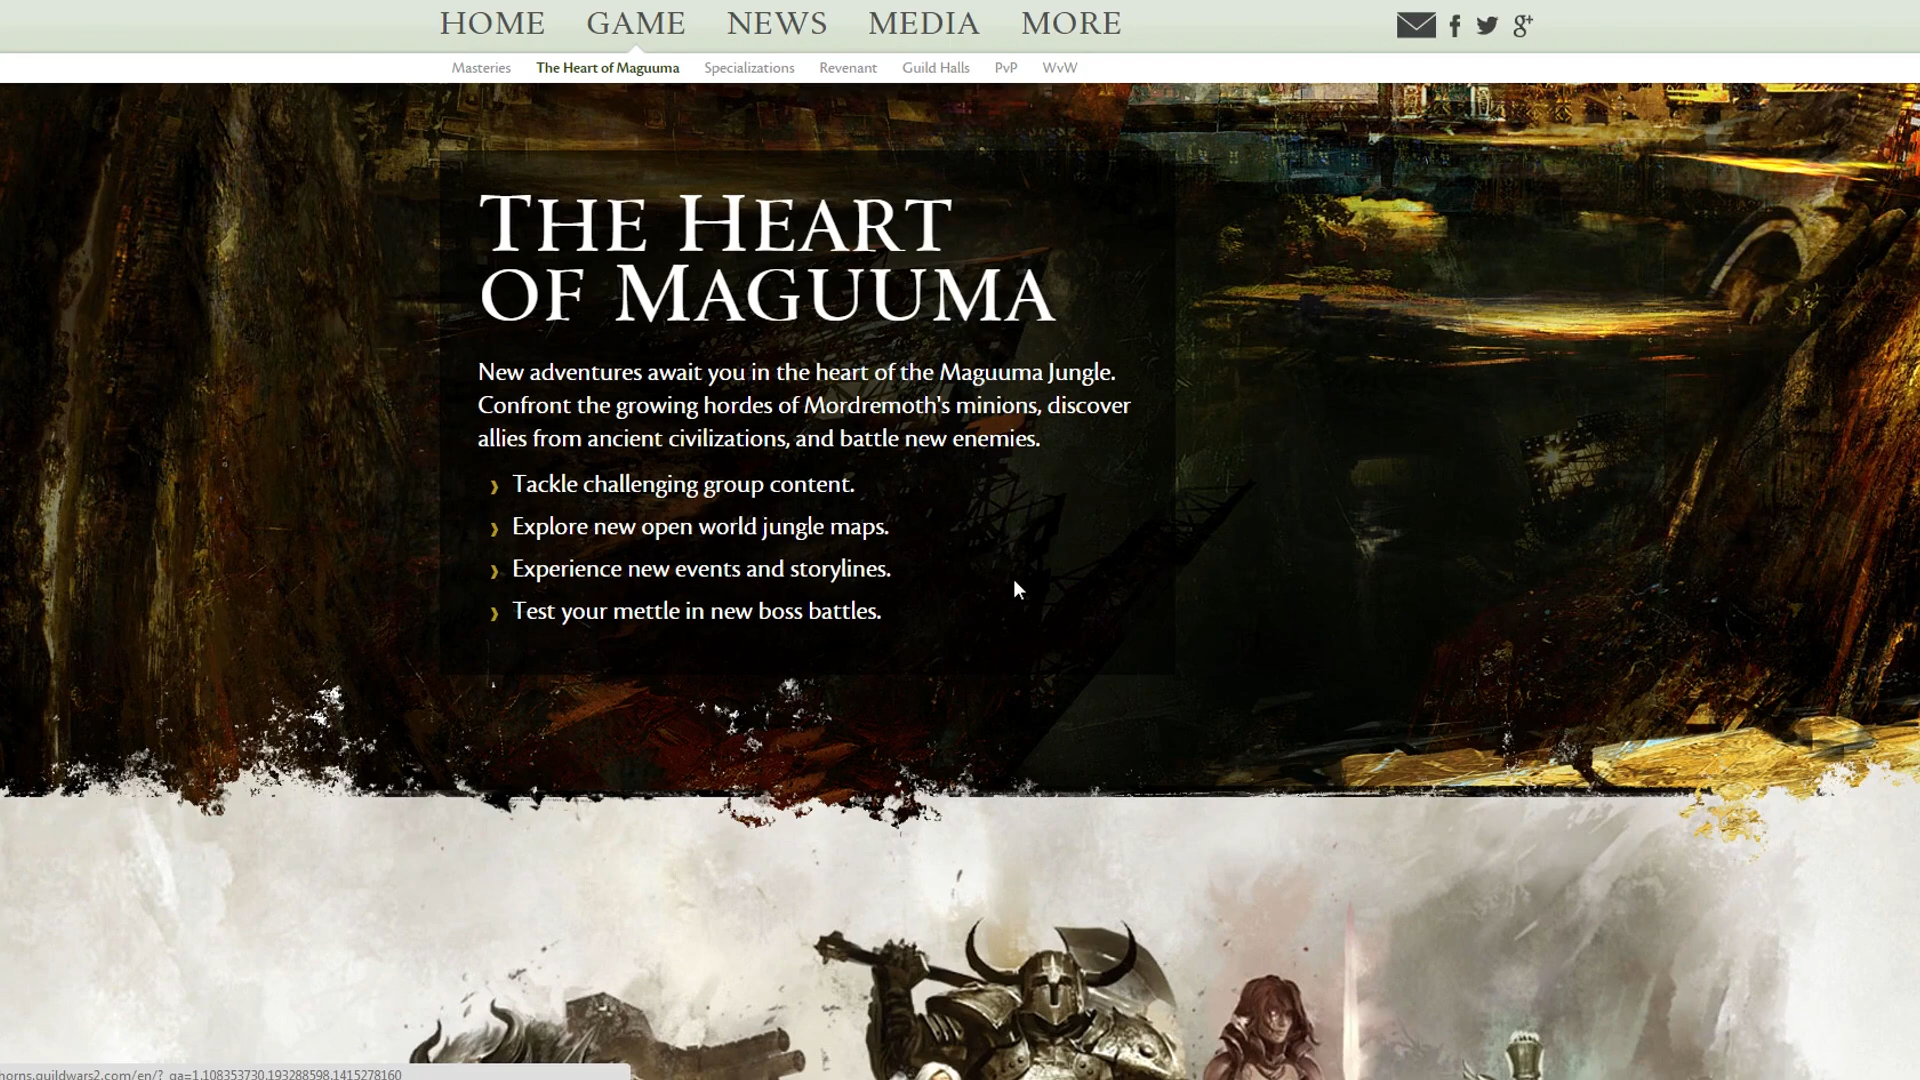 HOME GAME NEWS MEDIA MORE
Masteries The Heart of Maguuma Specializations Revenant Guild Halls PvP WvW
THE HEART
OF MAGUUMA
New adventures await you in the heart of the Maguuma Jungle.
Confront the growing hordes of Mordremoth's minions, discover
allies from ancient civilizations, and battle new enemies.
Tackle challenging group content.
Explore new open world jungle maps.
Experience new events and storylines.
Test your mettle in new boss battles.
horns.guildwars2.com/en/?_ga=1.108353730.193288598.1415278160